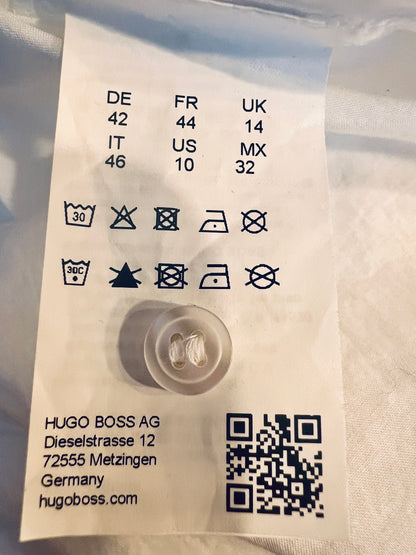 DE FR UK
42 44 14
IT US MX
46 10 32
30
30C
HUGO BOSS AG
Dieselstrasse 12
72555 Metzingen
Germany
hugoboss.com